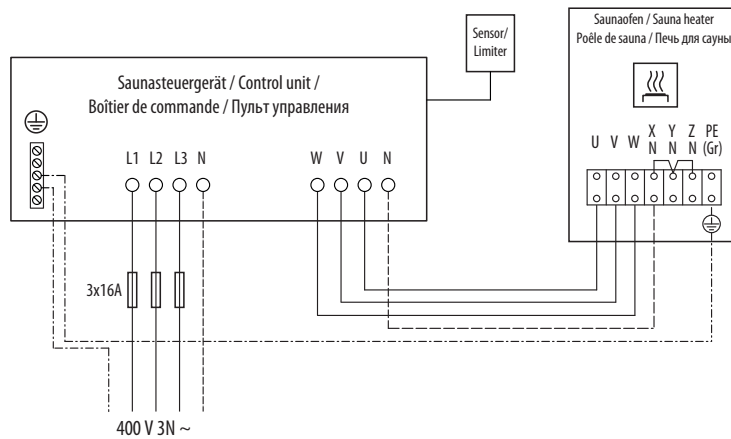 Sensor/
Limiter
Saunaofen / Sauna heater
Poêle de sauna / Печь для сауны
Saunasteuergerät / Control unit /
Boîtier de commande / Пульт управления
L1 L2 L3 N
W V U N
X Y Z PE
U V W N N N (Gr)
3x16A
400 V 3N ~